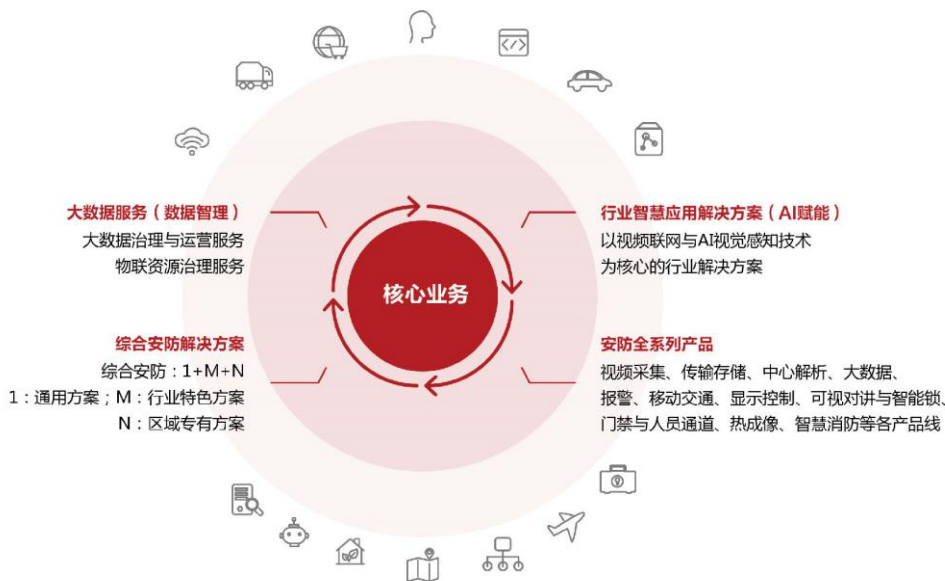 大数据服务（数据智理）
大数据治理与运营服务
物联资源治理服务
行业智慧应用解决方案（AI赋能）
以视频联网与AI视觉感知技术
为核心的行业解决方案
核心业务
综合安防解决方案
综合安防：1+M+N
1：通用方案；M：行业特色方案
N：区域专有方案
安防全系列产品
视频采集、传输存储、中心解析、大数据、
报警、移动交通、显示控制、可视对讲与智能锁、
门禁与人员通道、热成像、智慧消防等各产品线